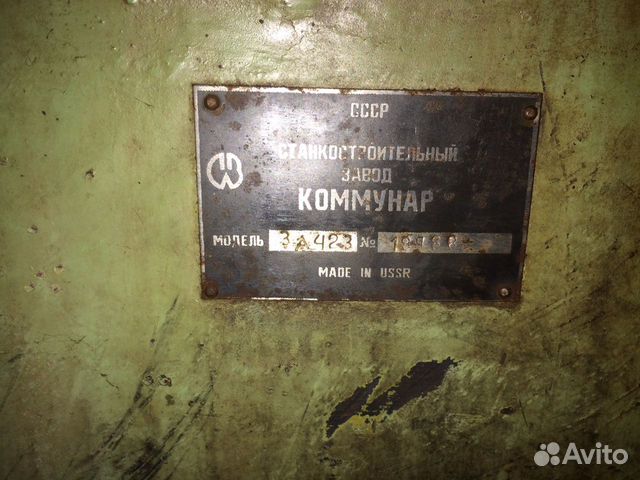 СССР
СТАНКОСТРОИТЕЛЬНЫЙ
ЗАВОД
КОММУНАР
МОДЕЛЬ 3А423 №
MADE IN USSR
Avito